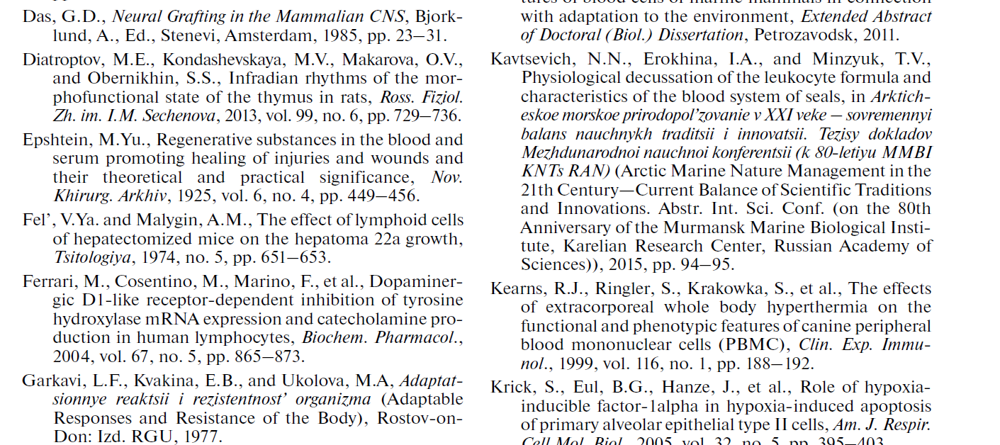 Das, G.D., Neural Grafting in the Mammalian CNS, Bjork-
lund, A., Ed., Stenevi, Amsterdam, 1985, pp. 23–31.
Diatroptov, M.E., Kondashevskaya, M.V., Makarova, O.V.,
and Obernikhin, S.S., Infradian rhythms of the mor-
phofunctional state of the thymus in rats, Ross. Fiziol.
Zh. im. I.M. Sechenova, 2013, vol. 99, no. 6, pp. 729–736.
Epshtein, M.Yu., Regenerative substances in the blood and
serum promoting healing of injuries and wounds and
their theoretical and practical significance, Nov.
Khirurg. Arkhiv, 1925, vol. 6, no. 4, pp. 449–456.
Fel’, V.Ya. and Malygin, A.M., The effect of lymphoid cells
of hepatectomized mice on the hepatoma 22a growth,
Tsitologiya, 1974, no. 5, pp. 651–653.
Ferrari, M., Cosentino, M., Marino, F., et al., Dopaminer-
gic D1-like receptor-dependent inhibition of tyrosine
hydroxylase mRNA expression and catecholamine pro-
duction in human lymphocytes, Biochem. Pharmacol.,
2004, vol. 67, no. 5, pp. 865–873.
Garkavi, L.F., Kvakina, E.B., and Ukolova, M.A, Adaptat-
sionnye reaktsii i rezistentnost’ organizma (Adaptable
Responses and Resistance of the Body), Rostov-on-
Don: Izd. RGU, 1977.
tures of blood cells of marine mammals in connection
with adaptation to the environment, Extended Abstract
of Doctoral (Biol.) Dissertation, Petrozavodsk, 2011.
Kavtsevich, N.N., Erokhina, I.A., and Minzyuk, T.V.,
Physiological decussation of the leukocyte formula and
characteristics of the blood system of seals, in Arktich-
eskoe morskoe prirodopol’zovanie v XXI veke – sovremennyi
balans nauchnykh traditsii i innovatsii. Tezisy dokladov
Mezhdunarodnoi nauchnoi konferentsii (k 80-letiyu MMBI
KNTs RAN) (Arctic Marine Nature Management in the
21th Century—Current Balance of Scientific Traditions
and Innovations. Abstr. Int. Sci. Conf. (on the 80th
Anniversary of the Murmansk Marine Biological Insti-
tute, Karelian Research Center, Russian Academy of
Sciences)), 2015, pp. 94–95.
Kearns, R.J., Ringler, S., Krakowka, S., et al., The effects
of extracorporeal whole body hyperthermia on the
functional and phenotypic features of canine peripheral
blood mononuclear cells (PBMC), Clin. Exp. Immu-
nol., 1999, vol. 116, no. 1, pp. 188–192.
Krick, S., Eul, B.G., Hanze, J., et al., Role of hypoxia-
inducible factor-1alpha in hypoxia-induced apoptosis
of primary alveolar epithelial type II cells, Am. J. Respir.
Cell Mol. Biol., 2005, vol. 32, no. 5, pp. 395–403.